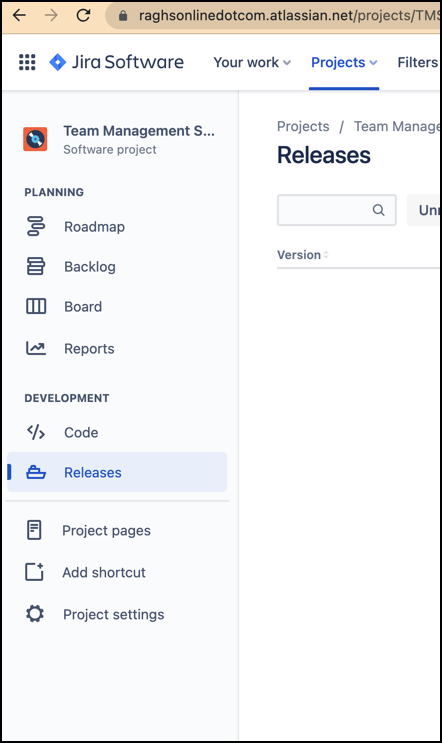 raghsonlinedotcom.atlassian.net/projects/TMS
Jira Software Your work Projects Filters
Team Management S...
Software project
Projects / Team Manage
Releases
PLANNING
Unr
Roadmap
Version
Backlog
Board
Reports
DEVELOPMENT
Code
Releases
Project pages
Add shortcut
Project settings